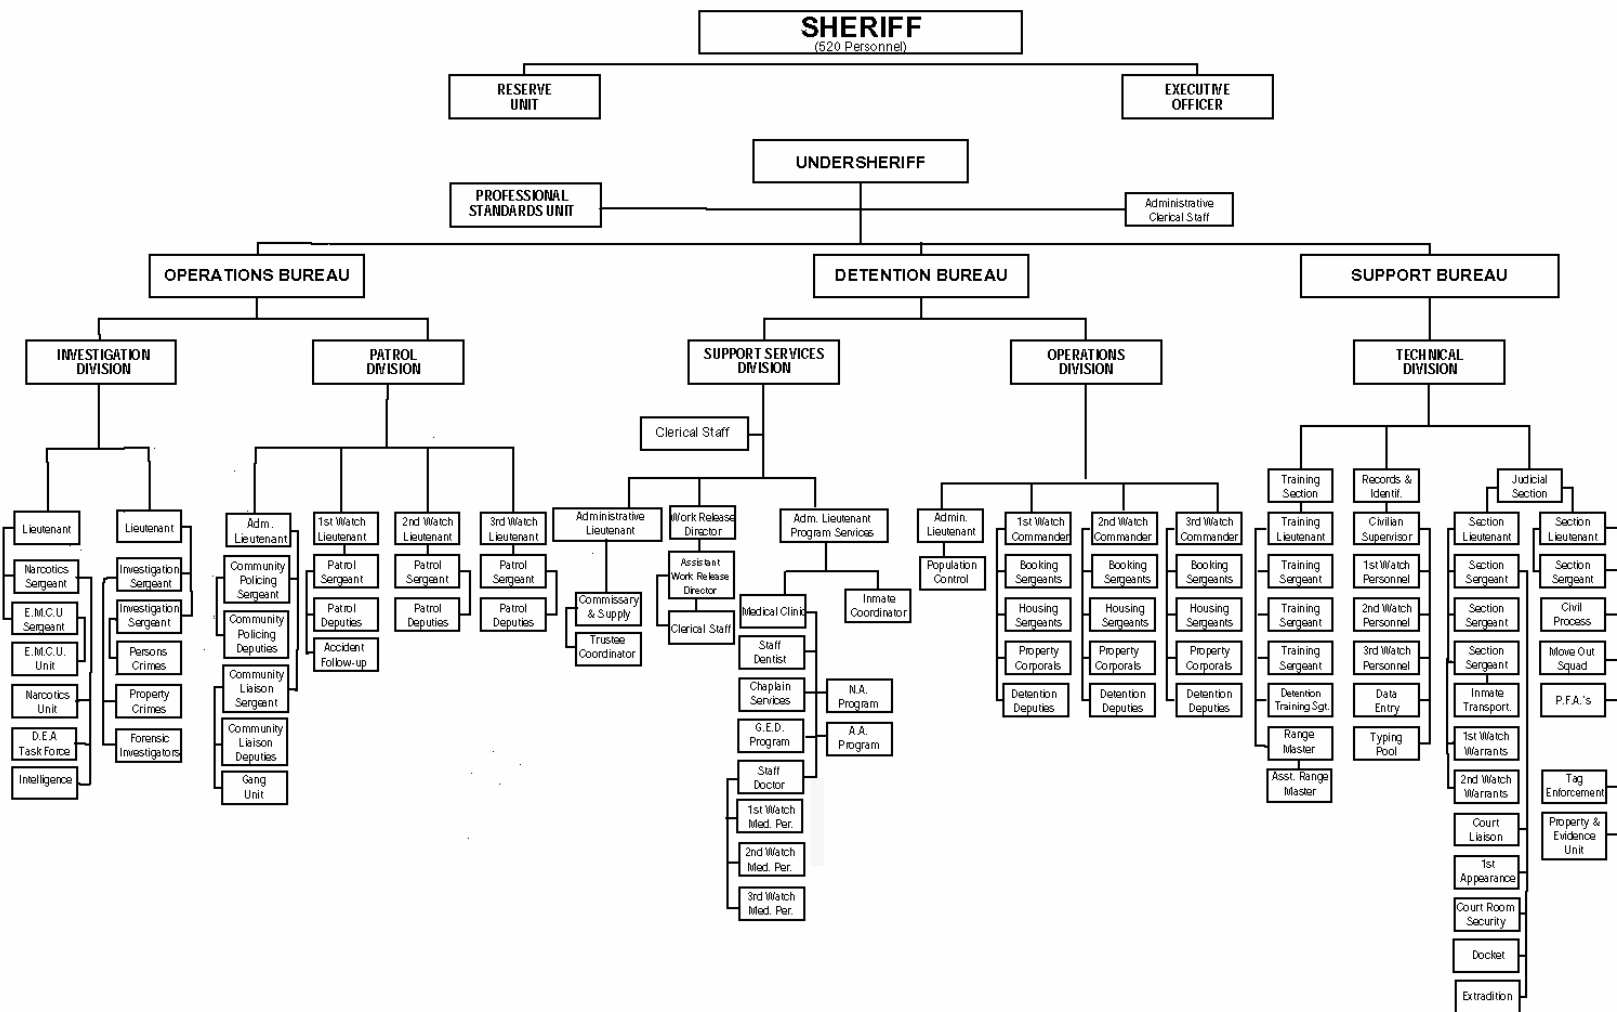 SHERIFF
(520 Personnel)
RESERVE
UNIT
EXECUTIVE
OFFICER
UNDERSHERIFF
PROFESSIONAL
STANDARDS UNIT
Administrative
Clerical Staff
OPERATIONS BUREAU
DETENTION BUREAU
SUPPORT BUREAU
INVESTIGATION
DIVISION
PATROL
DIVISION
SUPPORT SERVICES
DIVISION
OPERATIONS
DIVISION
TECHNICAL
DIVISION
Clerical Staff
Lieutenant
Narcotics
Sergeant
E.M.C.U
Sergeant
E.M.C.U.
Unit
Narcotics
Unit
D.E.A
Task Force
Intelligence
Lieutenant
Investigation
Sergeant
Investigation
Sergeant
Persons
Crimes
Property
Crimes
Forensic
Investigators
Adm.
Lieutenant
Community
Policing
Sergeant
Community
Policing
Deputies
Community
Liaison
Sergeant
Community
Liaison
Deputies
Gang
Unit
1st Watch
Lieutenant
Patrol
Sergeant
Patrol
Deputies
Accident
Follow-up
2nd Watch
Lieutenant
Patrol
Sergeant
Patrol
Deputies
3rd Watch
Lieutenant
Patrol
Sergeant
Patrol
Deputies
Administrative
Lieutenant
Commissary
& Supply
Trustee
Coordinator
Work Release
Director
Assistant
Work Release
Director
Clerical Staff
Adm. Lieutenant
Program Services
Medical Clinic
Inmate
Coordinator
Staff
Dentist
Chaplain
Services
N.A.
Program
G.E.D.
Program
A.A.
Program
Staff
Doctor
1st Watch
Med. Per.
2nd Watch
Med. Per.
3rd Watch
Med. Per.
Admin.
Lieutenant
Population
Control
1st Watch
Commander
Booking
Sergeants
Housing
Sergeants
Property
Corporals
Detention
Deputies
2nd Watch
Commander
Booking
Sergeants
Housing
Sergeants
Property
Corporals
Detention
Deputies
3rd Watch
Commander
Booking
Sergeants
Housing
Sergeants
Property
Corporals
Detention
Deputies
Training
Section
Training
Lieutenant
Training
Sergeant
Training
Sergeant
Training
Sergeant
Detention
Training Sgt.
Range
Master
Asst. Range
Master
Records &
Identif.
Civilian
Supervisor
1st Watch
Personnel
2nd Watch
Personnel
3rd Watch
Personnel
Data
Entry
Typing
Pool
Judicial
Section
Section
Lieutenant
Section
Sergeant
Section
Sergeant
Section
Sergeant
Inmate
Transport.
1st Watch
Warrants
2nd Watch
Warrants
Court
Liaison
1st
Appearance
Court Room
Security
Docket
Extradition
Section
Lieutenant
Section
Sergeant
Civil
Process
Move Out
Squad
P.F.A.'s
Tag
Enforcement
Property &
Evidence
Unit